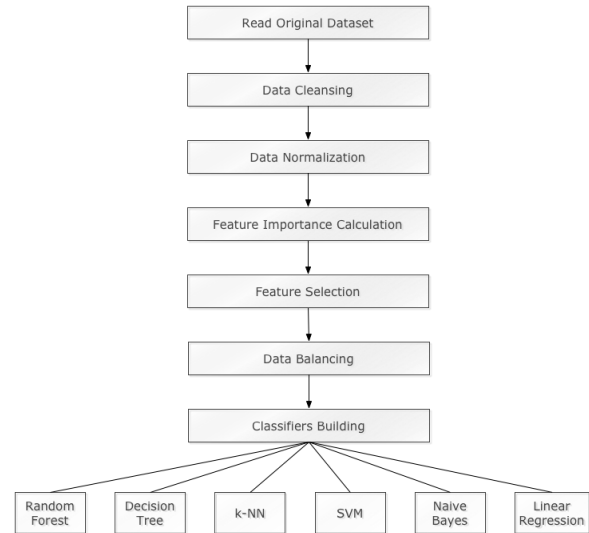 Read Original Dataset
Data Cleansing
Data Normalization
Feature Importance Calculation
Feature Selection
Data Balancing
Classifiers Building
Random
Forest
Decision
Tree
k-NN
SVM
Naive
Bayes
Linear
Regression